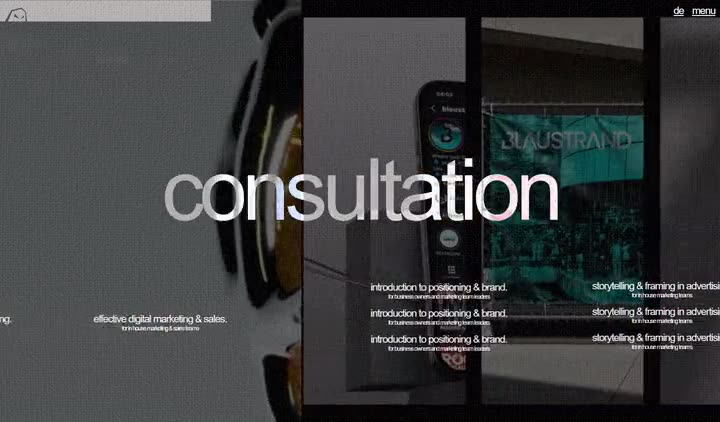 de menu
BLAUSTRAND
consultation
introduction to positioning & brand.
for business owners and marketing team leaders
storytelling & framing in advertisi
for in house marketing teams.
ng.
effective digital marketing & sales.
for in house marketing & sales teams
introduction to positioning & brand.
for business owners and marketing team leaders
storytelling & framing in advertisi
for in house marketing teams.
introduction to positioning & brand.
for business owners and marketing team leaders
storytelling & framing in advertisi
for in house marketing teams.